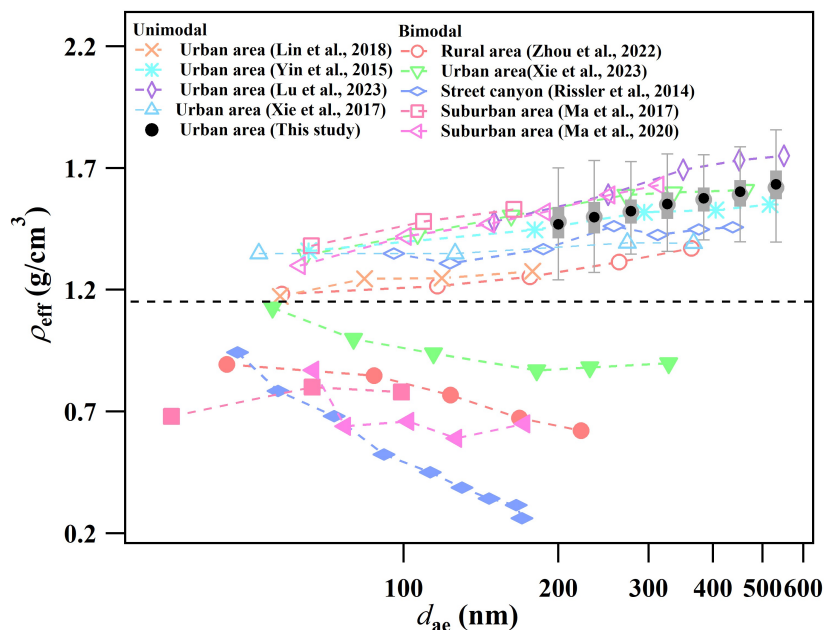 Unimodal
Urban area (Lin et al., 2018)
Urban area (Yin et al., 2015)
Urban area (Lu et al., 2023)
Urban area (Xie et al., 2017)
Urban area (This study)
Bimodal
Rural area (Zhou et al., 2022)
Urban area(Xie et al., 2023)
Street canyon (Rissler et al., 2014)
Suburban area (Ma et al., 2017)
Suburban area (Ma et al., 2020)
2.2
1.7
1.2
0.7
0.2
ρeff (g/cm3)
100
200
300
400
500
600
dae (nm)